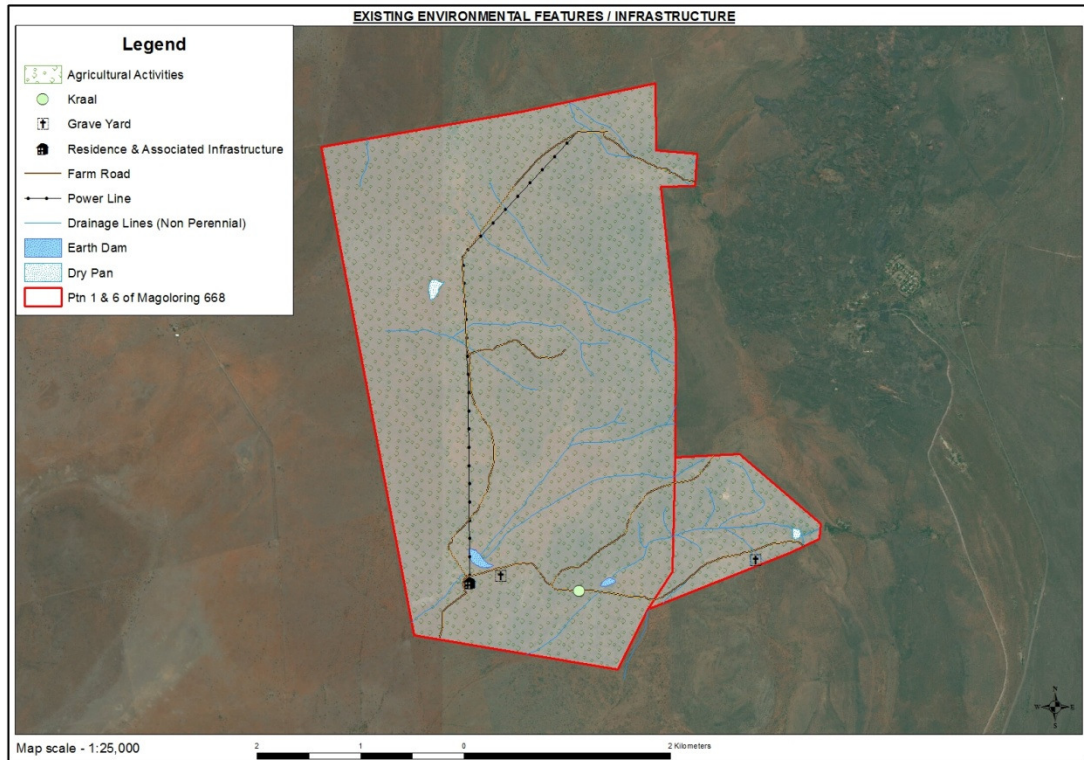 EXISTING ENVIRONMENTAL FEATURES / INFRASTRUCTURE
Legend
Agricultural Activities
Kraal
Grave Yard
Residence & Associated Infrastructure
Farm Road
Power Line
Drainage Lines (Non Perennial)
Earth Dam
Dry Pan
Ptn 1 & 6 of Magoloring 668
N
W E
S
Map scale - 1:25,000
2 1 0 2 Kilometers